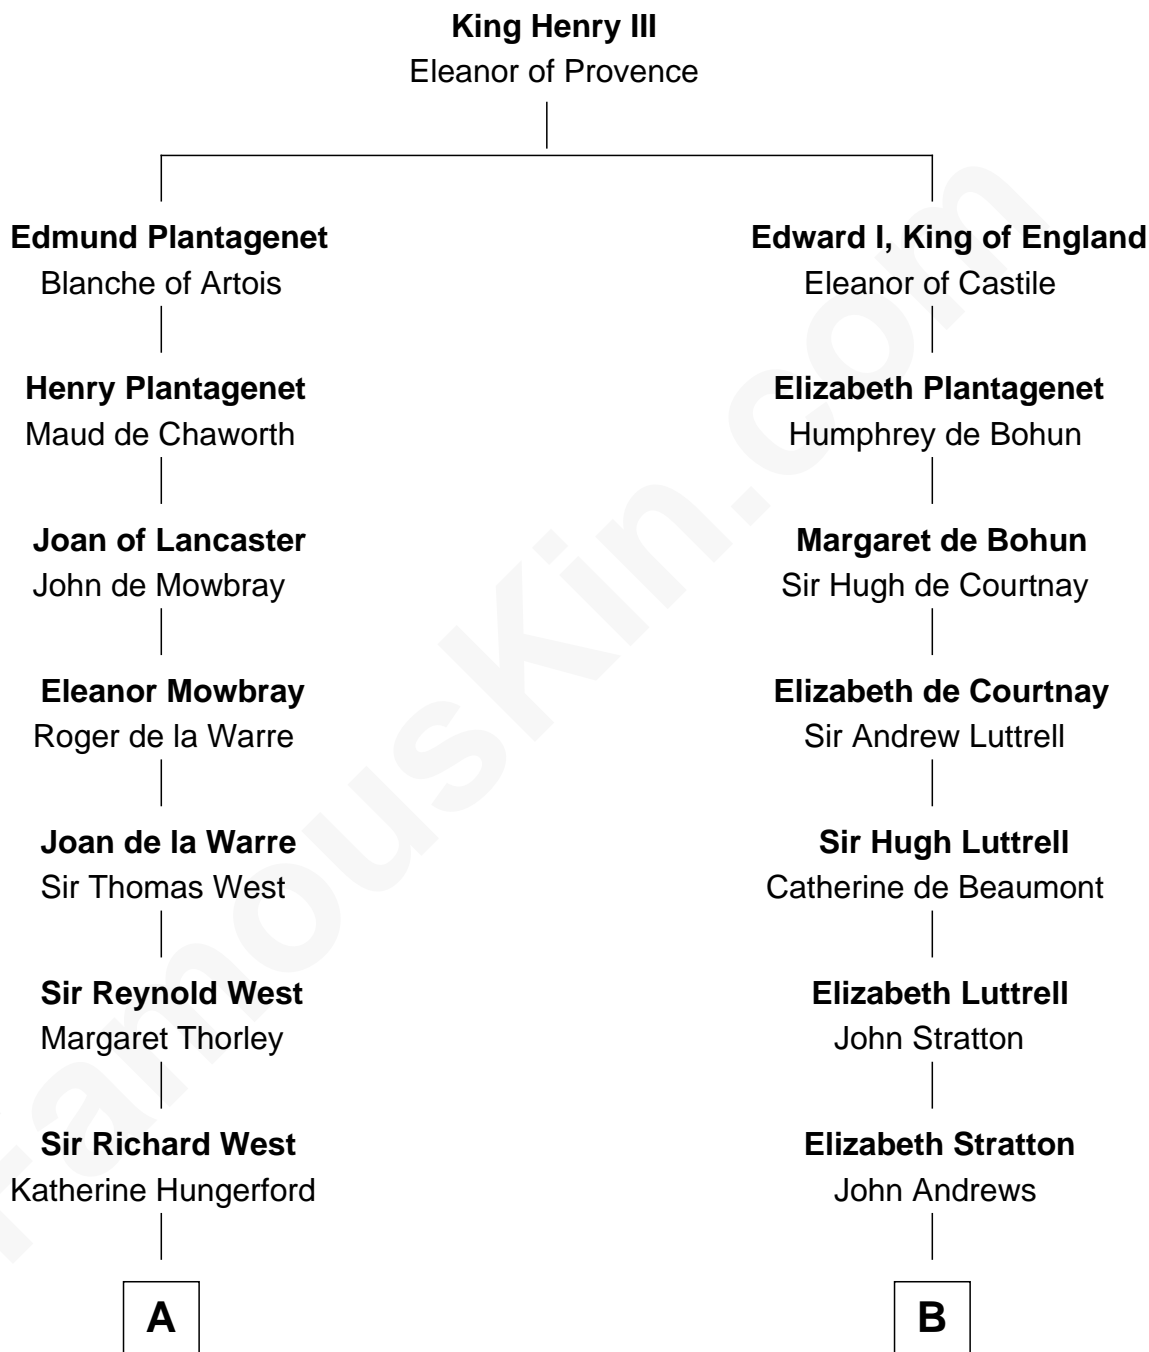 King Henry III
Eleanor of Provence
Edmund Plantagenet
Blanche of Artois
Henry Plantagenet
Maud de Chaworth
Joan of Lancaster
John de Mowbray
Eleanor Mowbray
Roger de la Warre
Joan de la Warre
Sir Thomas West
Sir Reynold West
Margaret Thorley
Sir Richard West
Katherine Hungerford
A
Edward I, King of England
Eleanor of Castile
Elizabeth Plantagenet
Humphrey de Bohun
Margaret de Bohun
Sir Hugh de Courtnay
Elizabeth de Courtnay
Sir Andrew Luttrell
Sir Hugh Luttrell
Catherine de Beaumont
Elizabeth Luttrell
John Stratton
Elizabeth Stratton
John Andrews
B
FamousKin.com